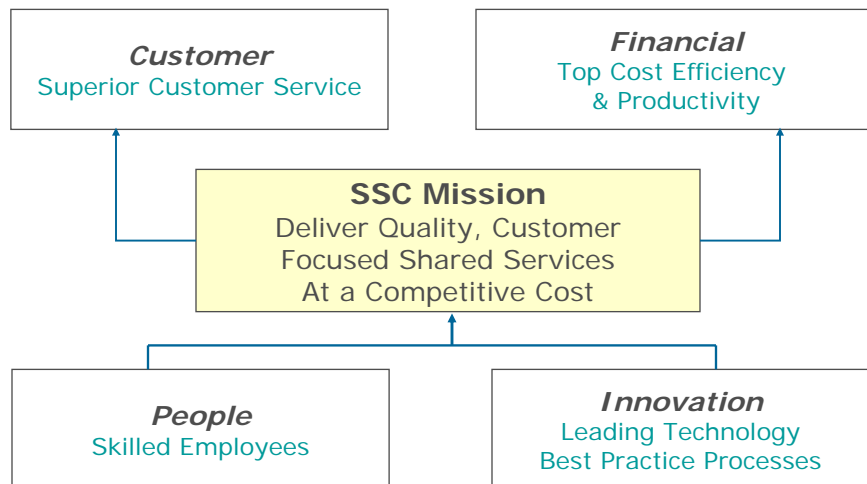 Customer
Superior Customer Service
Financial
Top Cost Efficiency
& Productivity
SSC Mission
Deliver Quality, Customer
Focused Shared Services
At a Competitive Cost
People
Skilled Employees
Innovation
Leading Technology
Best Practice Processes